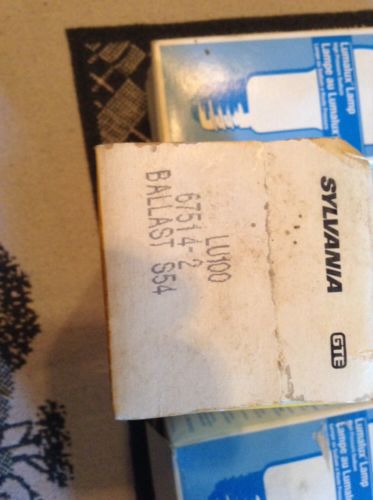 Lumalux Lamp
Lampe au Lumalux
SYLVANIA
GTE
LU100
67514-2
BALLAST S54
Lumalux Lamp
Lampe au Lumalux